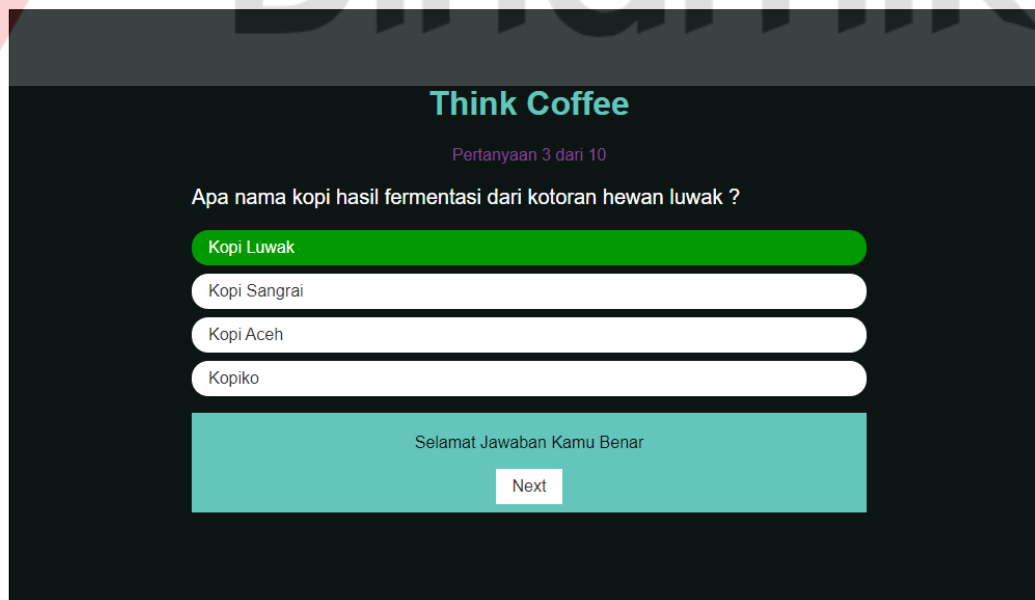 Think Coffee
Pertanyaan 3 dari 10
Apa nama kopi hasil fermentasi dari kotoran hewan luwak ?
Kopi Luwak
Kopi Sangrai
Kopi Aceh
Kopiko
Selamat Jawaban Kamu Benar
Next